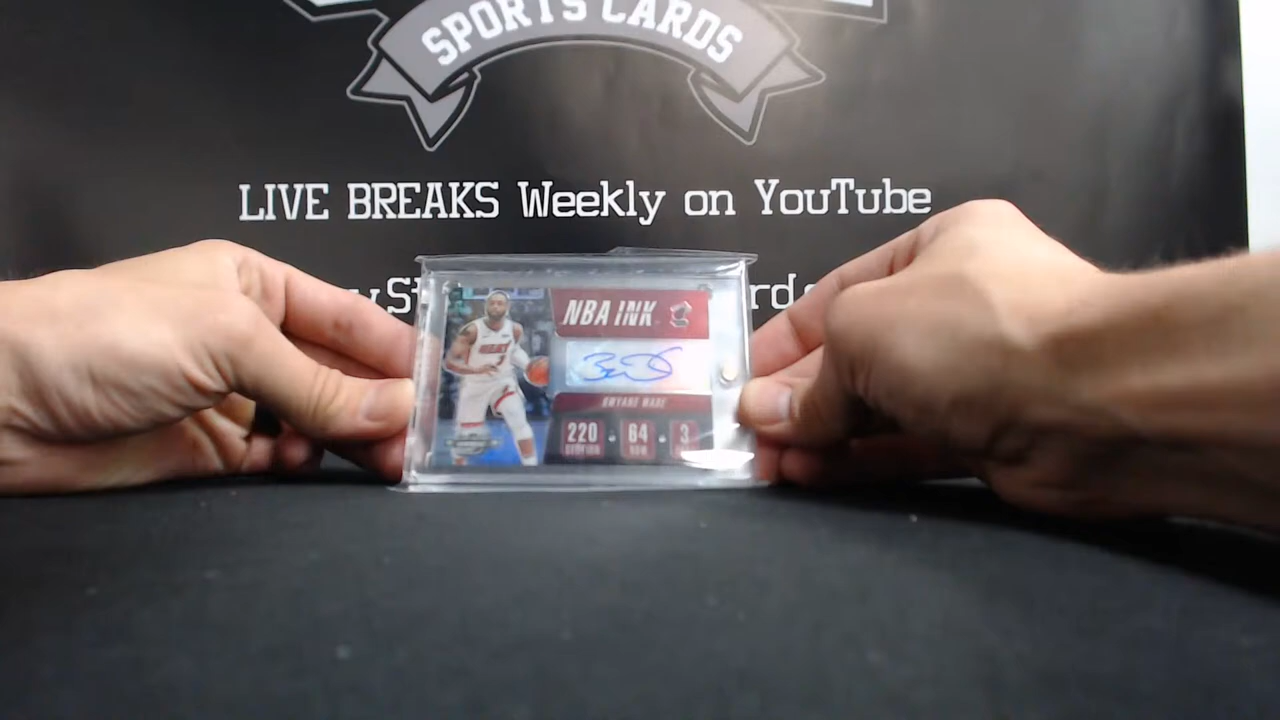 SPORTS CARDS
LIVE BREAKS Weekly on YouTube
NBA INK
DWYANE WADE
220 64 3